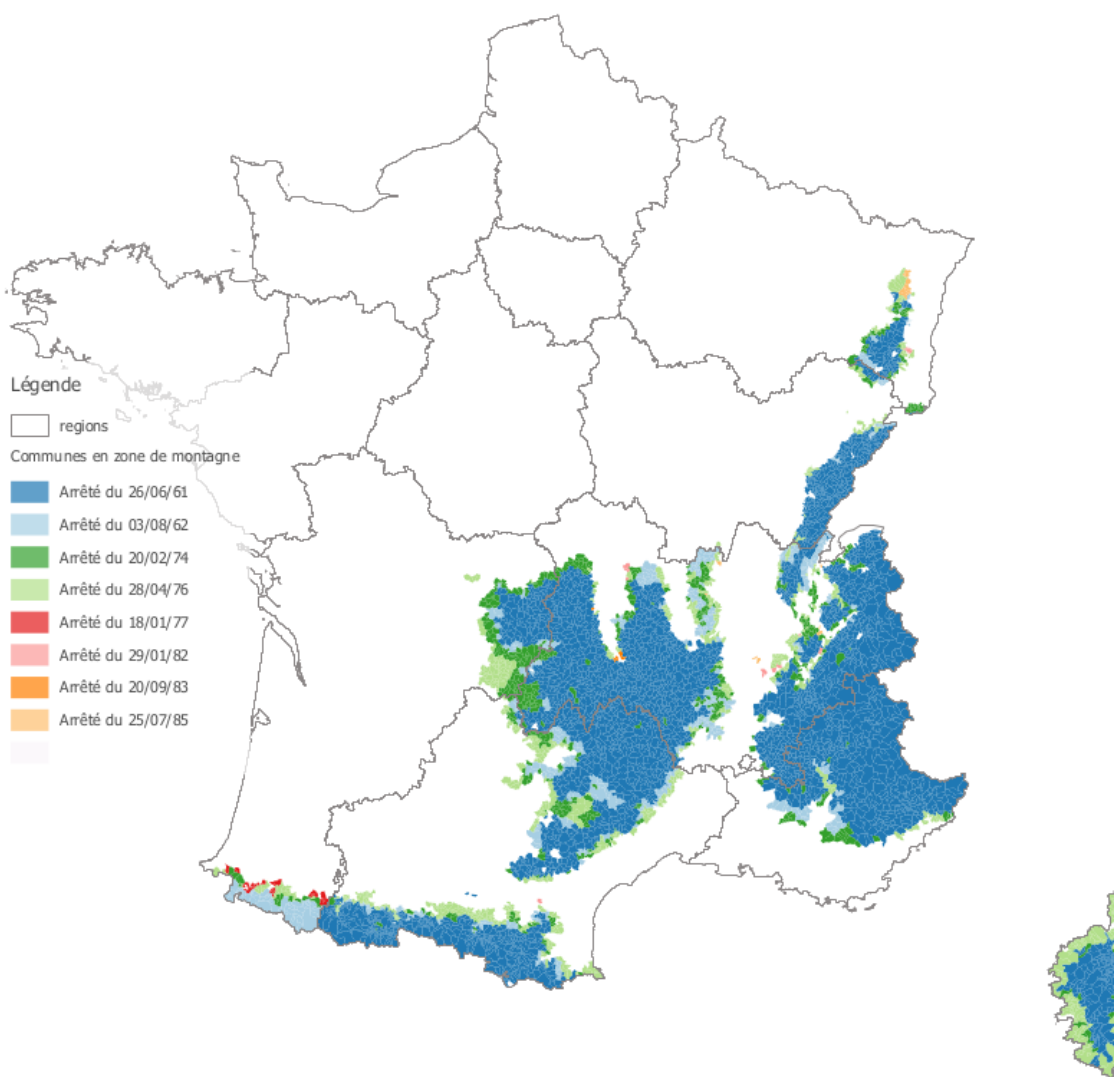 Légende
regions
Communes en zone de montagne
Arrêté du 26/06/61
Arrêté du 03/08/62
Arrêté du 20/02/74
Arrêté du 28/04/76
Arrêté du 18/01/77
Arrêté du 29/01/82
Arrêté du 20/09/83
Arrêté du 25/07/85